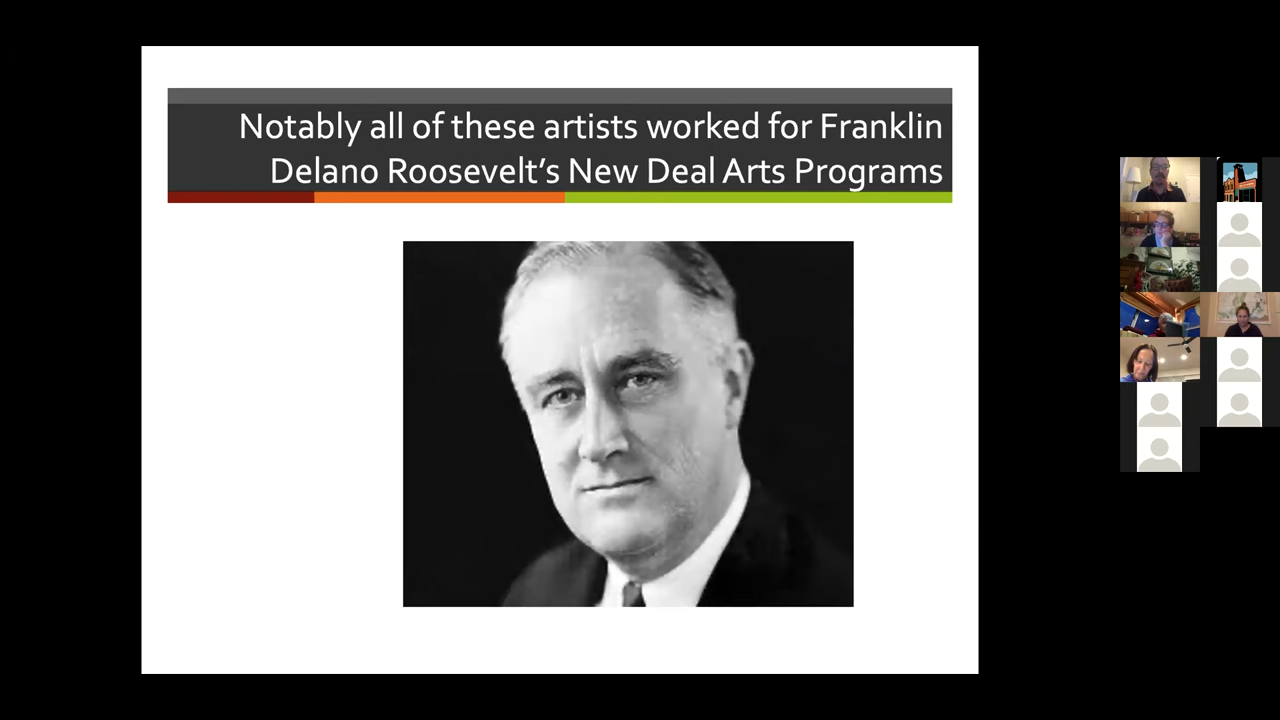 Notably all of these artists worked for Franklin
Delano Roosevelt’s New Deal Arts Programs